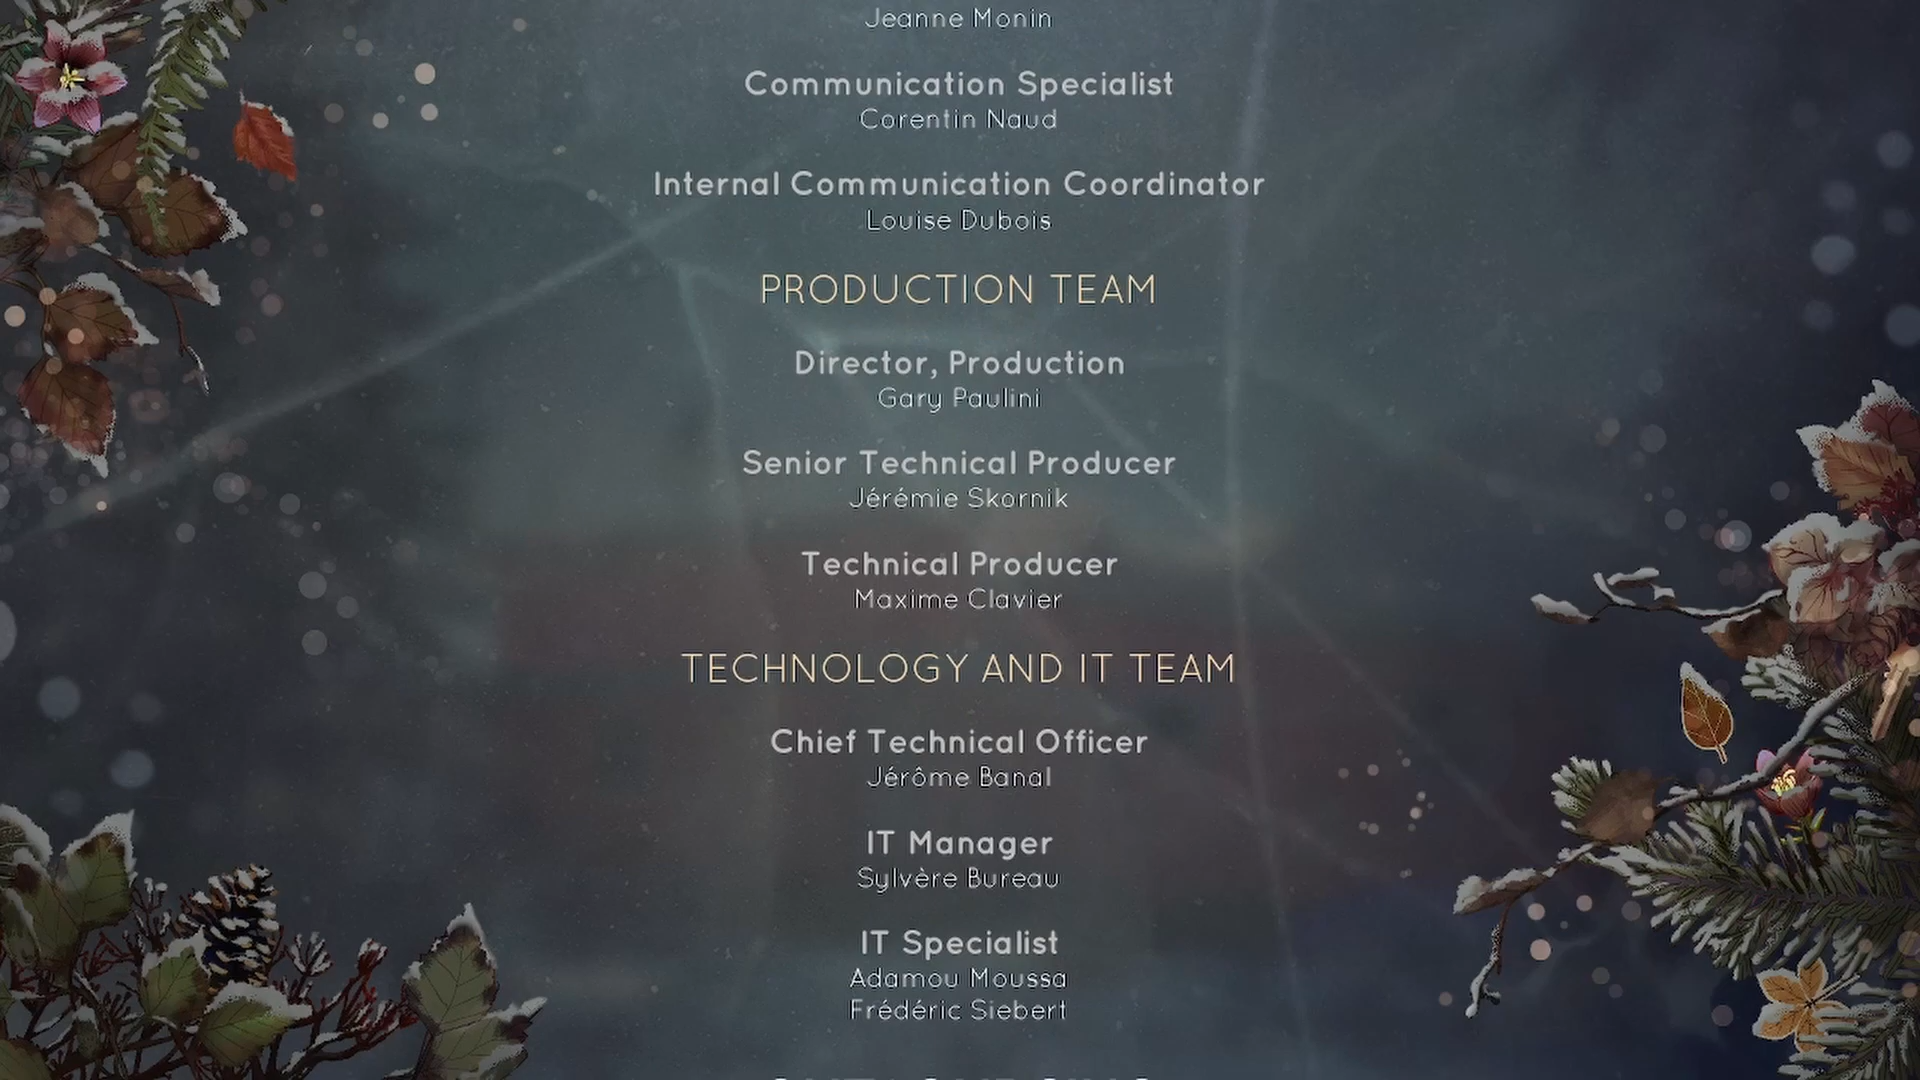 Jeanne Monin
Communication Specialist
Corentin Naud
Internal Communication Coordinator
Louise Dubois
PRODUCTION TEAM
Director, Production
Gary Paulini
Senior Technical Producer
Jérémie Skornik
Technical Producer
Maxime Clavier
TECHNOLOGY AND IT TEAM
Chief Technical Officer
Jérôme Banal
IT Manager
Sylvère Bureau
IT Specialist
Adamou Moussa
Frédéric Siebert